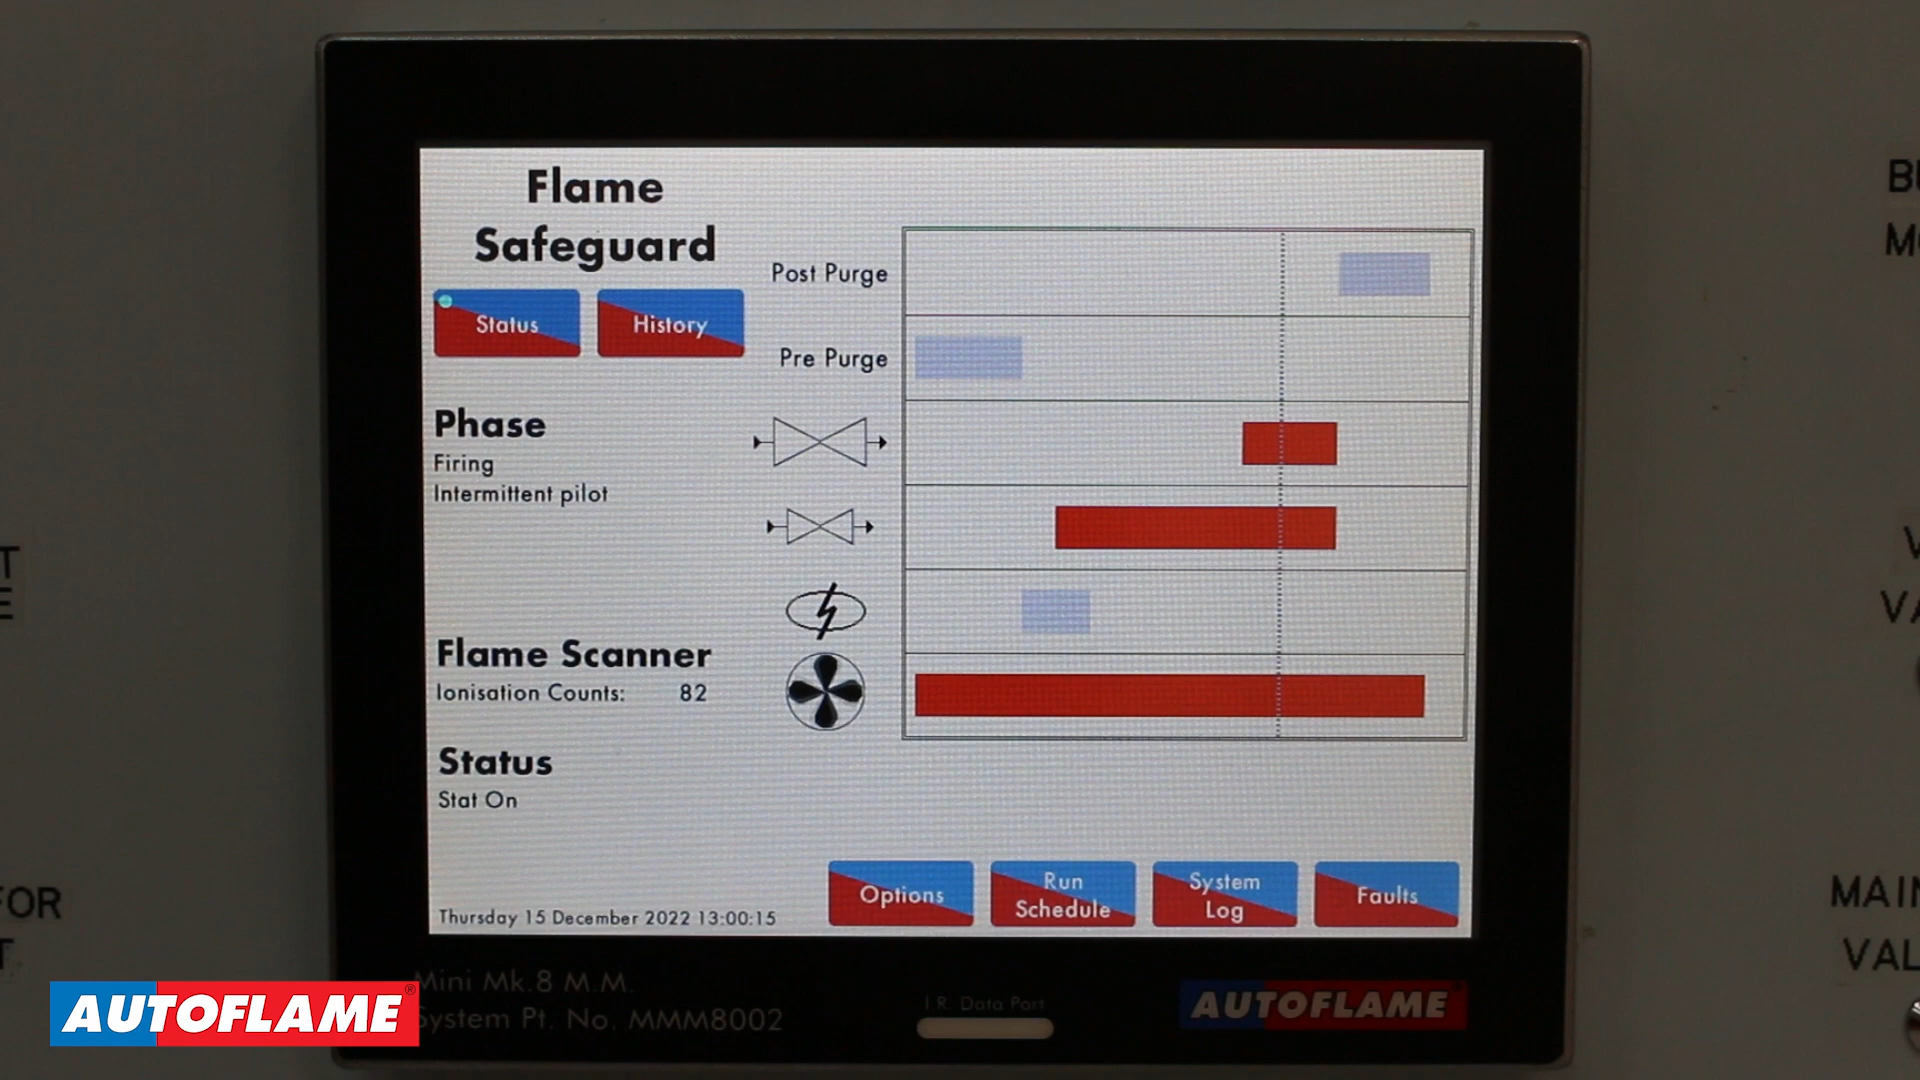 Flame
Safeguard
Status
History
Post Purge
Pre Purge
Phase
Firing
Intermittent pilot
Flame Scanner
Ionisation Counts: 82
Status
Stat On
Options
Run
Schedule
System
Log
Faults
Thursday 15 December 2022 13:00:15
Mini Mk.8 M.M.
System Pt. No. MMM8002
I.R. Data Port
AUTOFLAME
AUTOFLAME®
FOR
MAIN